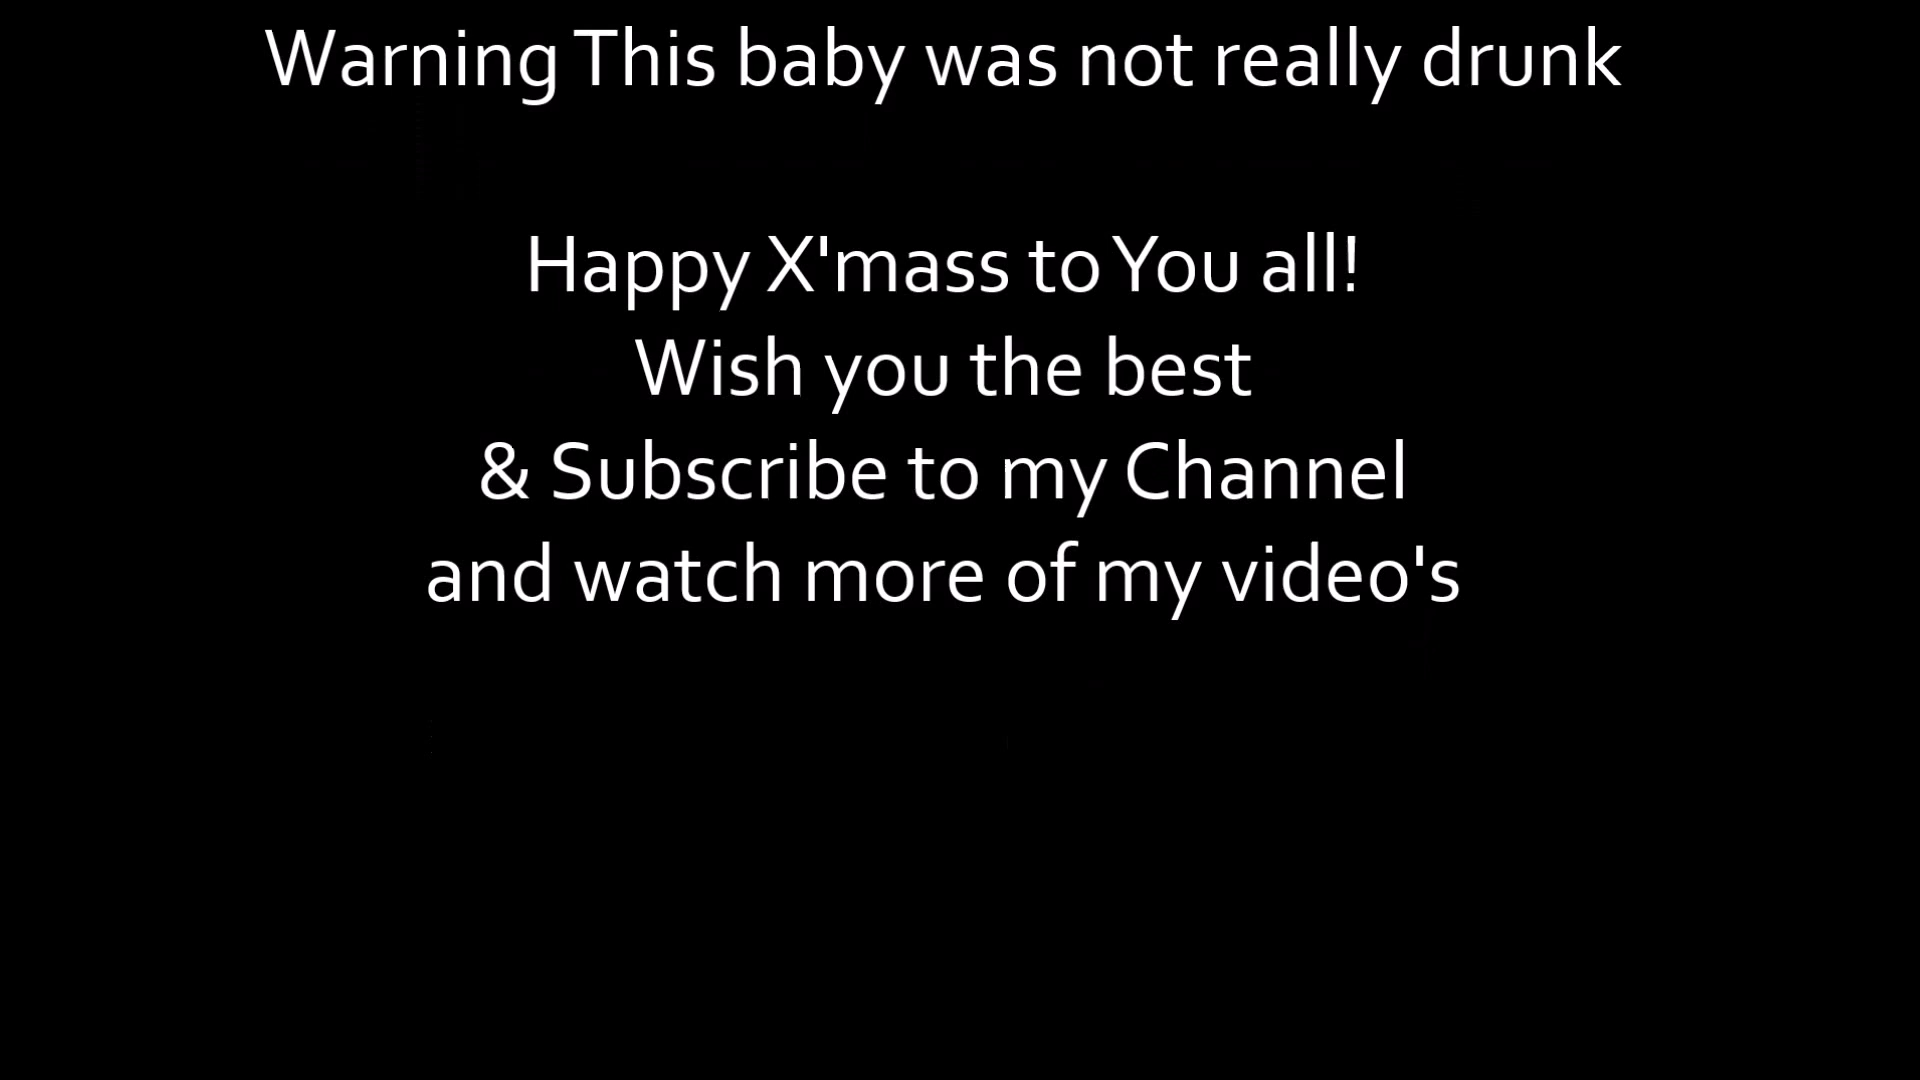 Warning This baby was not really drunk
Happy X'mass to You all!
Wish you the best
& Subscribe to my Channel
and watch more of my video's